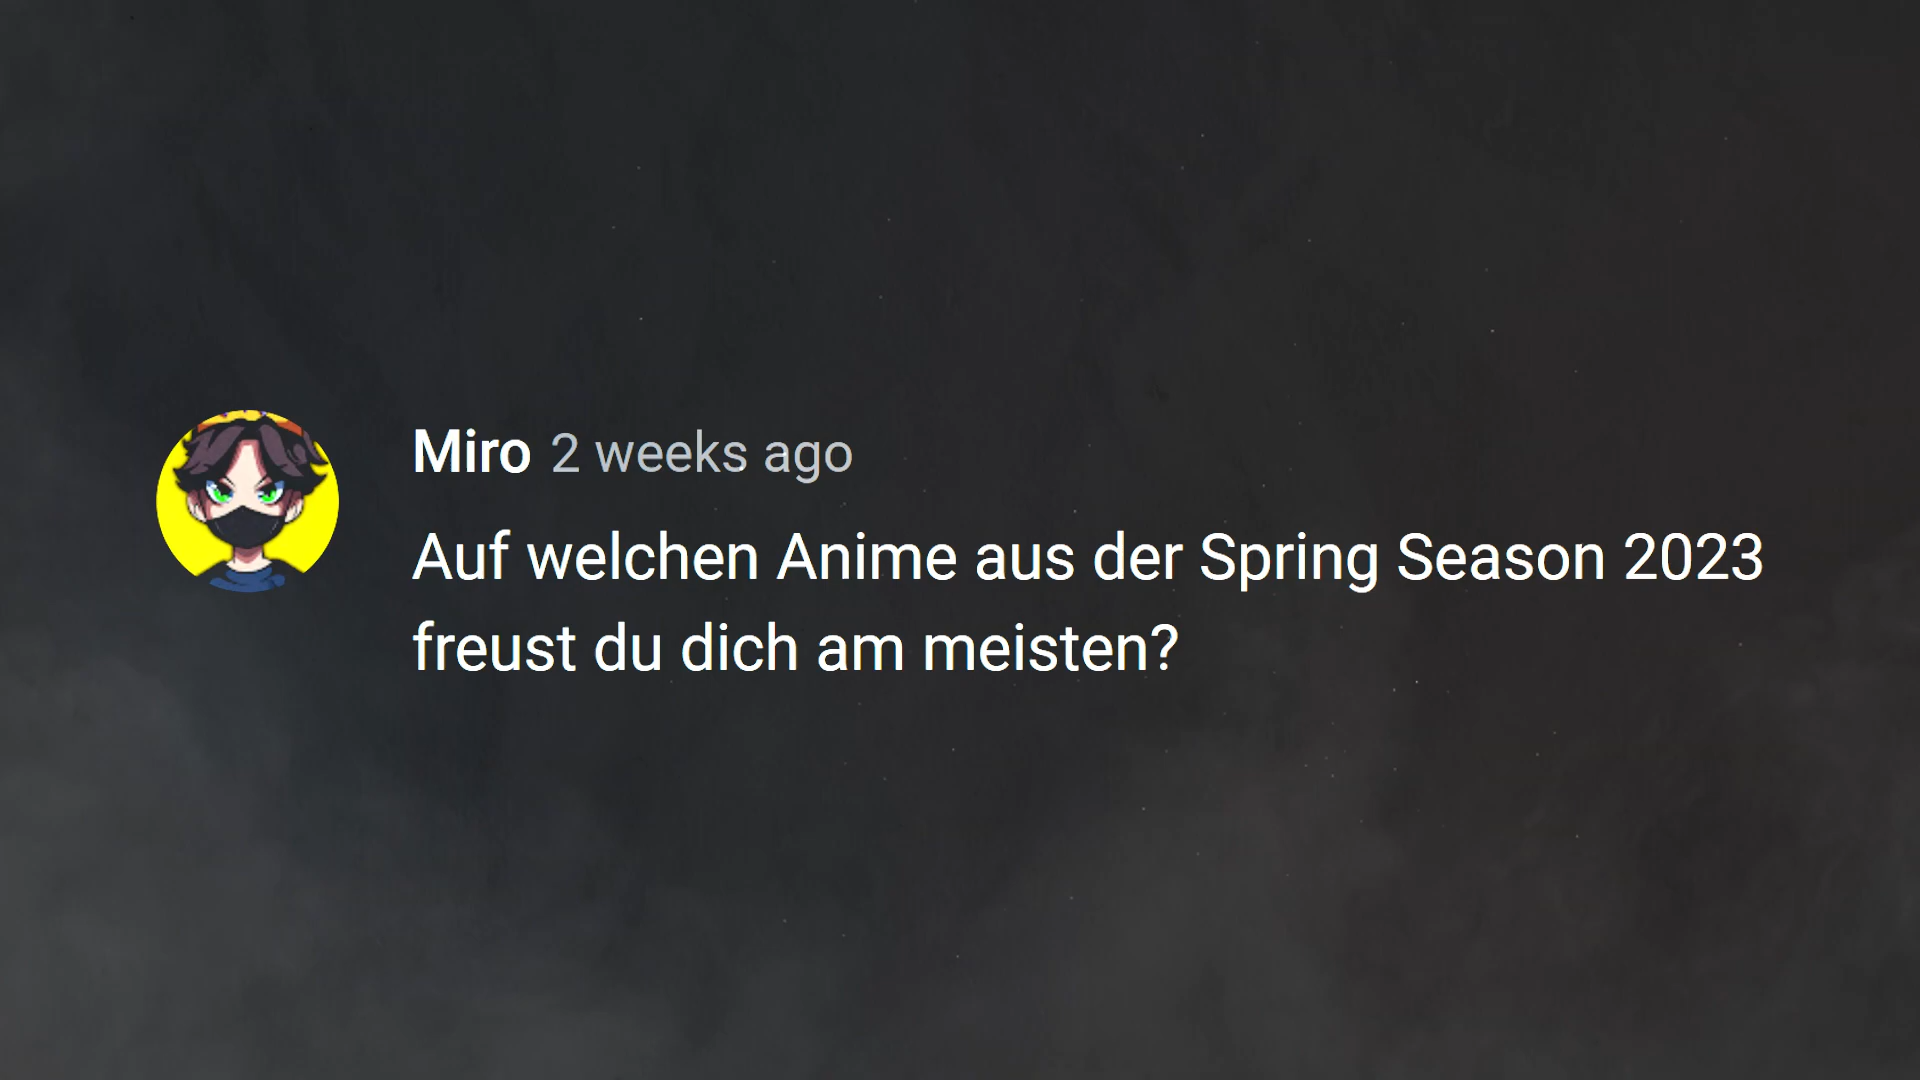 Miro 2 weeks ago
Auf welchen Anime aus der Spring Season 2023
freust du dich am meisten?